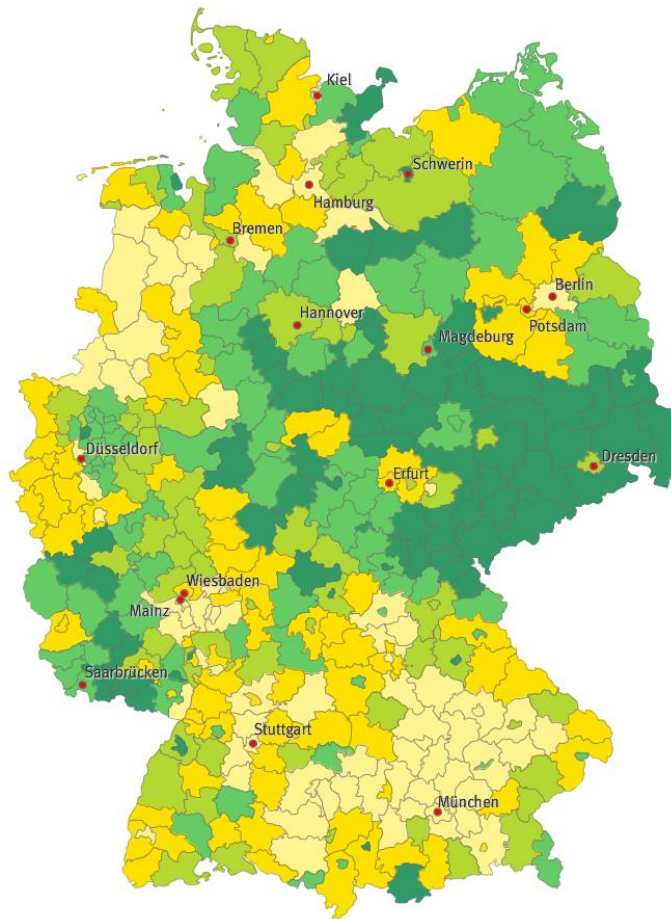 Kiel
Schwerin
Hamburg
Bremen
Berlin
Hannover
Potsdam
Magdeburg
Düsseldorf
Dresden
Erfurt
Wiesbaden
Mainz
Saarbrücken
Stuttgart
München